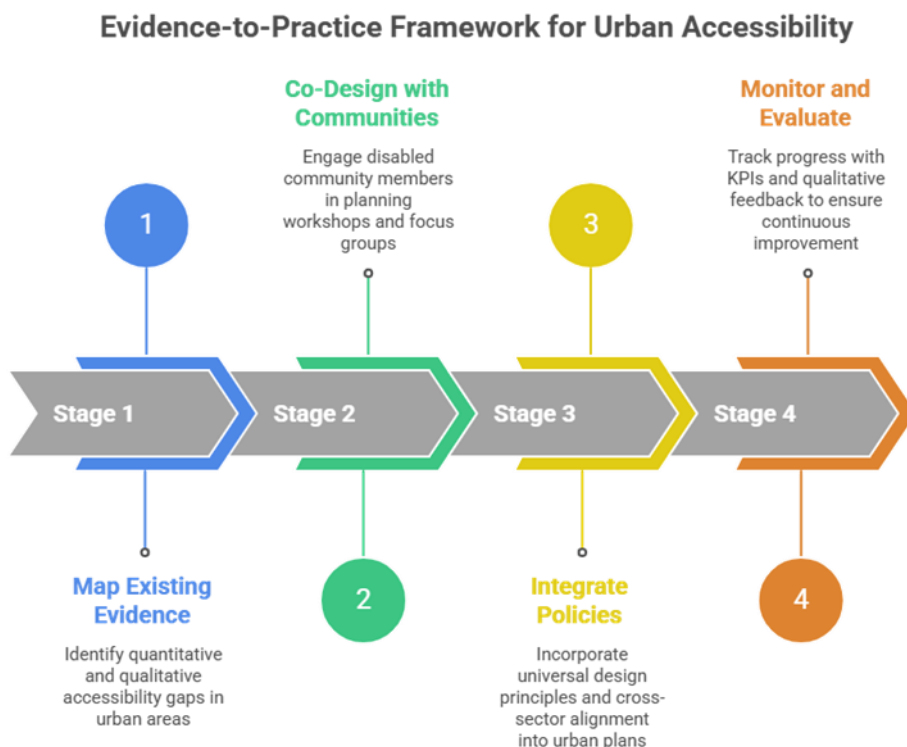 Evidence-to-Practice Framework for Urban Accessibility
1
Stage 1
Map Existing
Evidence
Identify quantitative
and qualitative
accessibility gaps in
urban areas
Co-Design with
Communities
Engage disabled
community members
in planning
workshops and focus
groups
Stage 2
2
3
Stage 3
Integrate
Policies
Incorporate
universal design
principles and cross-
sector alignment
into urban plans
Monitor and
Evaluate
Track progress with
KPIs and qualitative
feedback to ensure
continuous
improvement
Stage 4
4